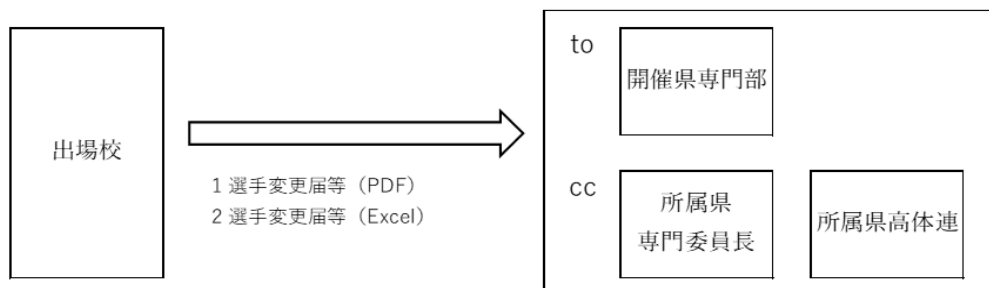 出場校
1 選手変更届等（PDF）
2 選手変更届等（Excel）
to
開催県専門部
cc
所属県
専門委員長
所属県高体連